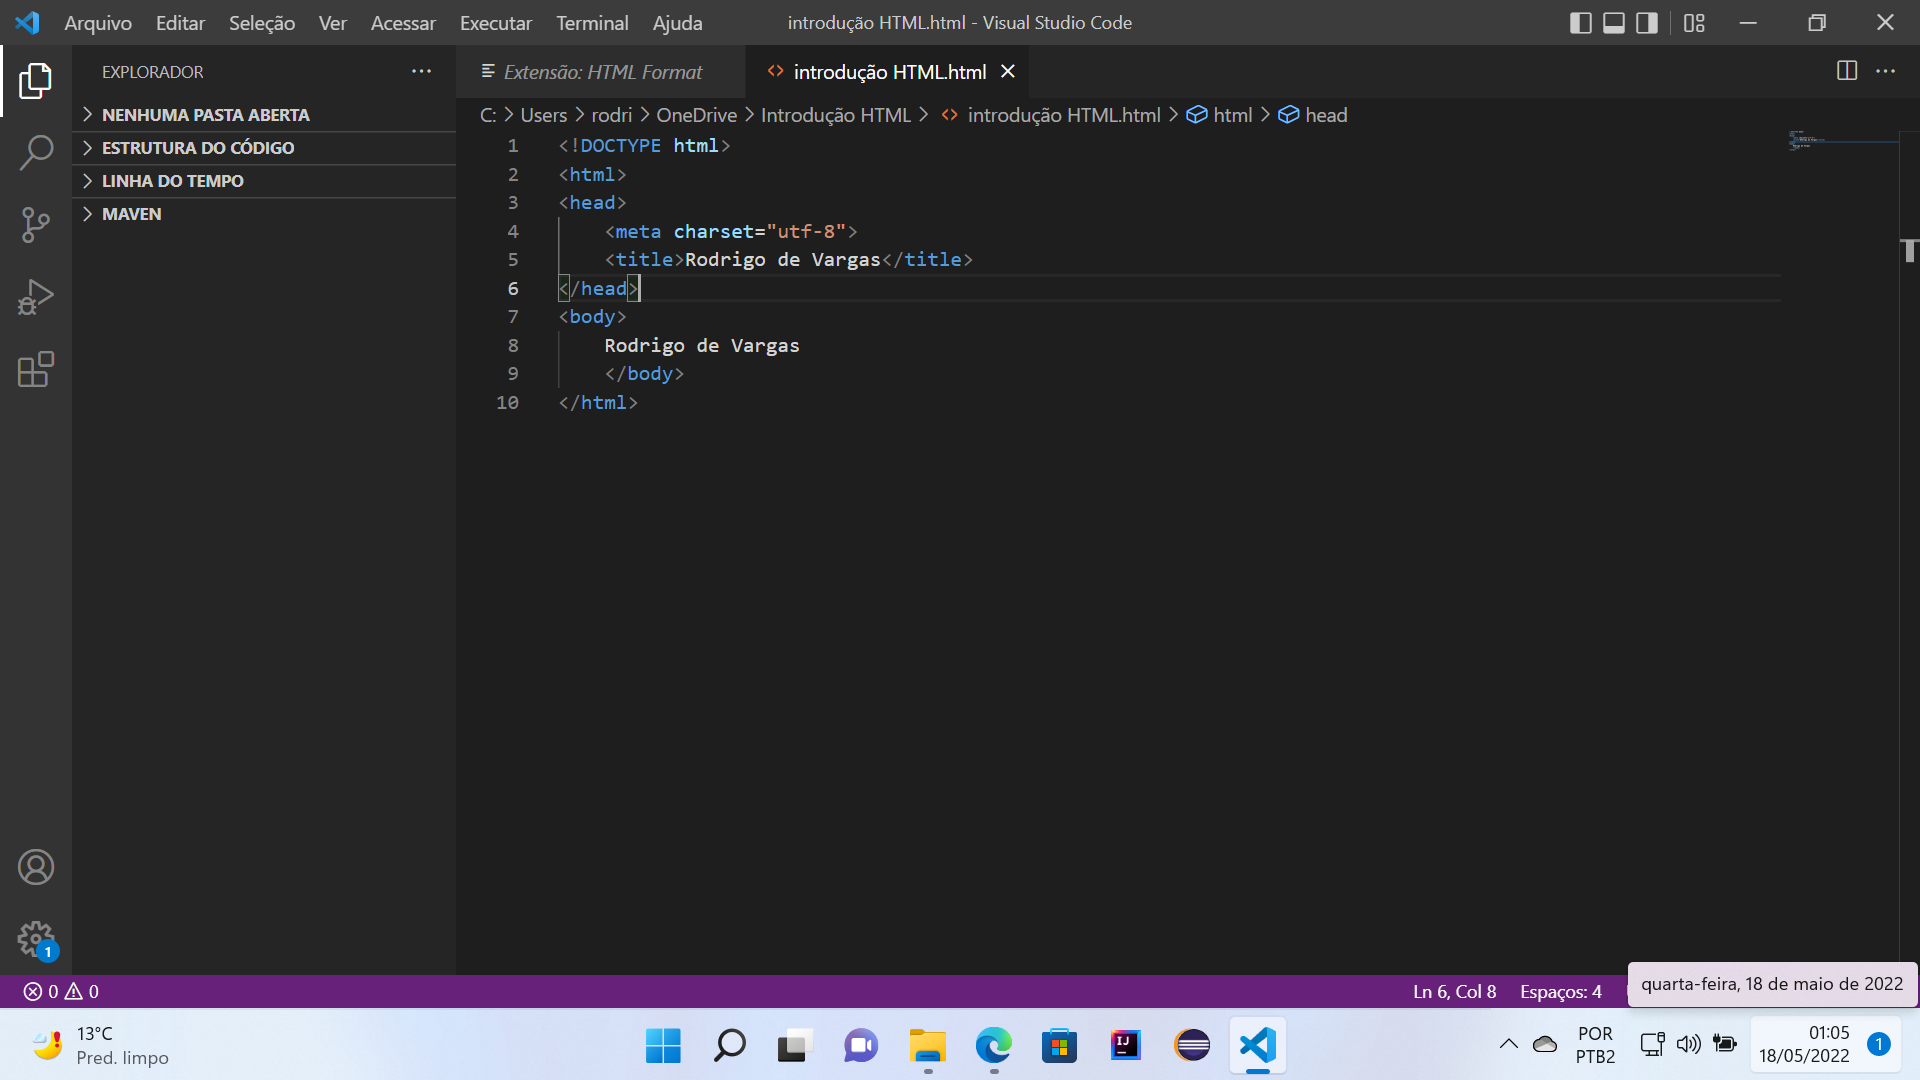 Arquivo Editar Seleção Ver Acessar Executar Terminal Ajuda introdução HTML.html - Visual Studio Code
EXPLORADOR
NENHUMA PASTA ABERTA
ESTRUTURA DO CÓDIGO
LINHA DO TEMPO
MAVEN
Extensão: HTML Format introdução HTML.html
C: > Users > rodri > OneDrive > Introdução HTML > introdução HTML.html > html > head
1 <!DOCTYPE html>
2 <html>
3 <head>
4 <meta charset="utf-8">
5 <title>Rodrigo de Vargas</title>
6 </head>
7 <body>
8 Rodrigo de Vargas
9 </body>
10 </html>
1
0 0 Ln 6, Col 8 Espaços: 4
quarta-feira, 18 de maio de 2022
13°C
Pred. limpo
IJ
POR
PTB2
01:05
18/05/2022
1